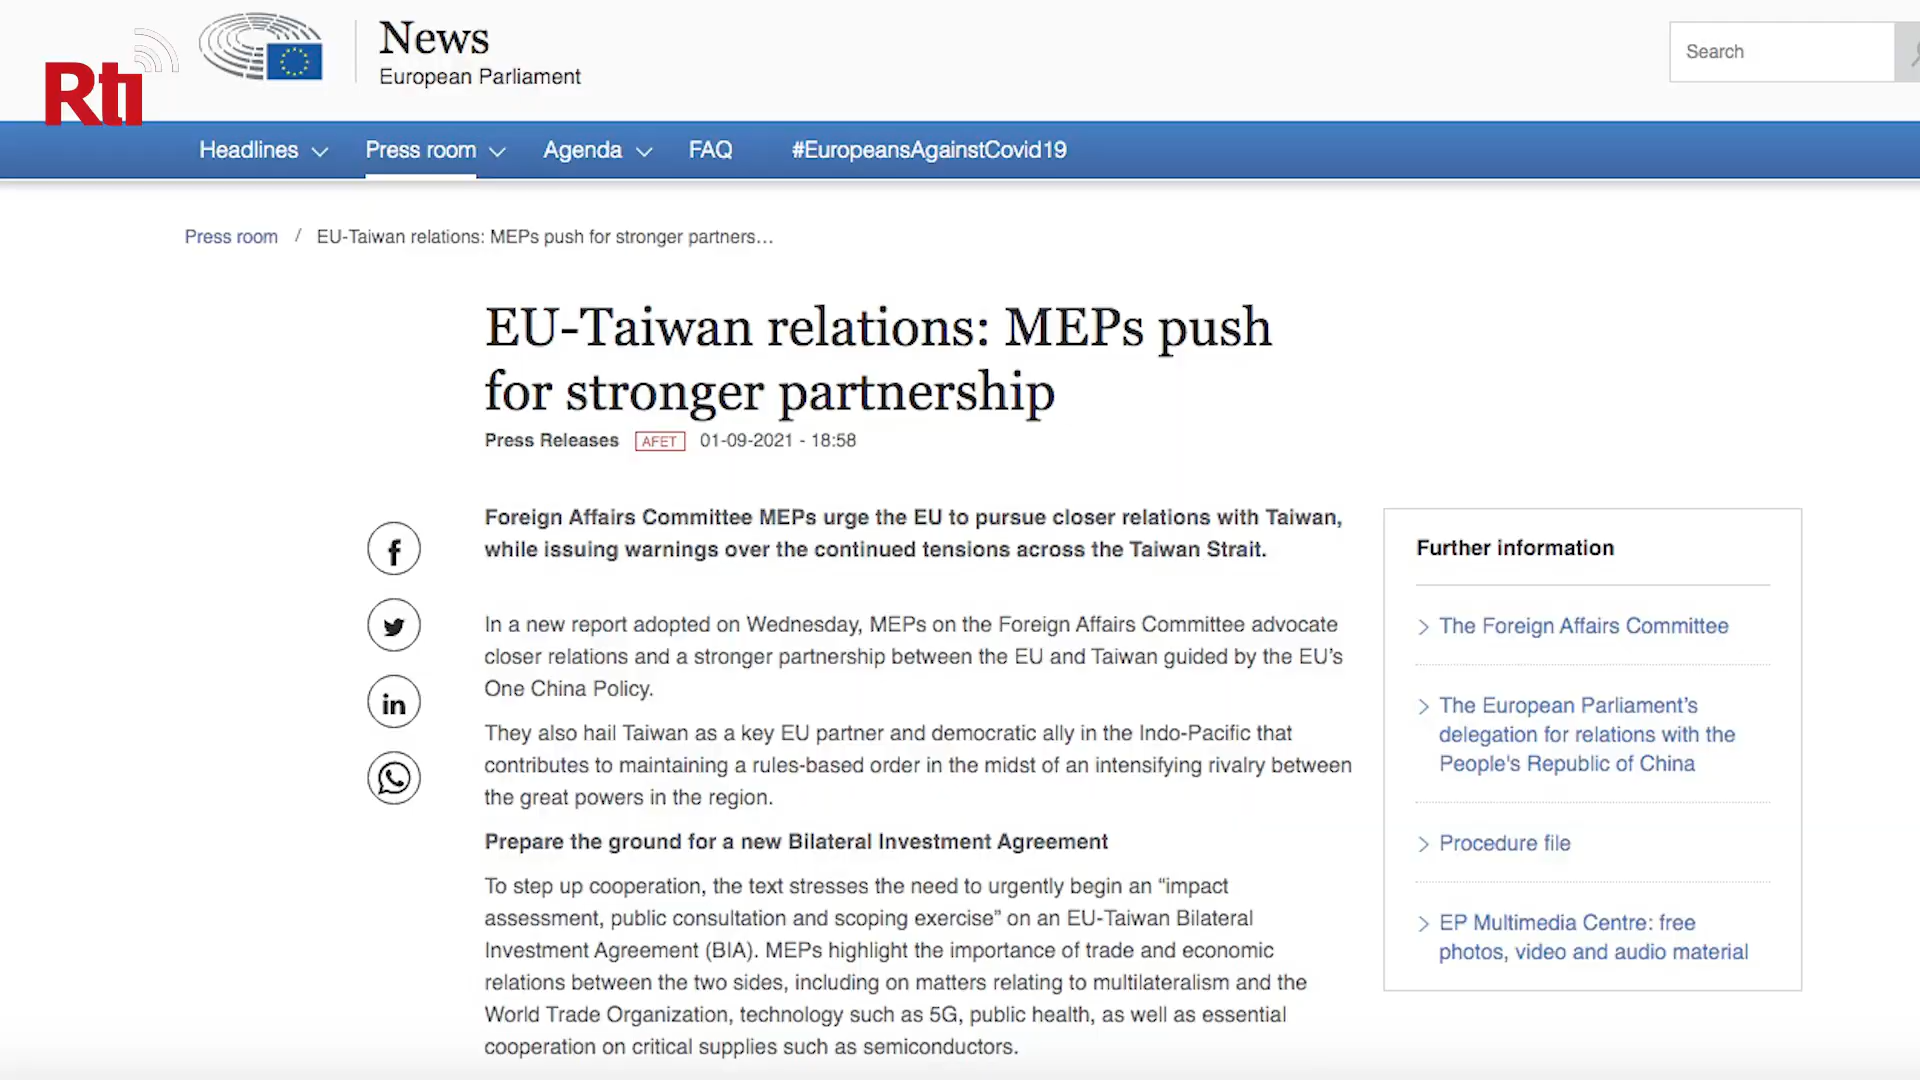 Rti
News
European Parliament
Search
Headlines
Press room
Agenda
FAQ
#EuropeansAgainstCovid19
Press room / EU-Taiwan relations: MEPs push for stronger partners...
EU-Taiwan relations: MEPs push
for stronger partnership
Press Releases AFET 01-09-2021 - 18:58
Foreign Affairs Committee MEPs urge the EU to pursue closer relations with Taiwan,
while issuing warnings over the continued tensions across the Taiwan Strait.
In a new report adopted on Wednesday, MEPs on the Foreign Affairs Committee advocate
closer relations and a stronger partnership between the EU and Taiwan guided by the EU’s
One China Policy.
They also hail Taiwan as a key EU partner and democratic ally in the Indo-Pacific that
contributes to maintaining a rules-based order in the midst of an intensifying rivalry between
the great powers in the region.
Prepare the ground for a new Bilateral Investment Agreement
To step up cooperation, the text stresses the need to urgently begin an “impact
assessment, public consultation and scoping exercise” on an EU-Taiwan Bilateral
Investment Agreement (BIA). MEPs highlight the importance of trade and economic
relations between the two sides, including on matters relating to multilateralism and the
World Trade Organization, technology such as 5G, public health, as well as essential
cooperation on critical supplies such as semiconductors.
Further information
The Foreign Affairs Committee
The European Parliament’s
delegation for relations with the
People's Republic of China
Procedure file
EP Multimedia Centre: free
photos, video and audio material